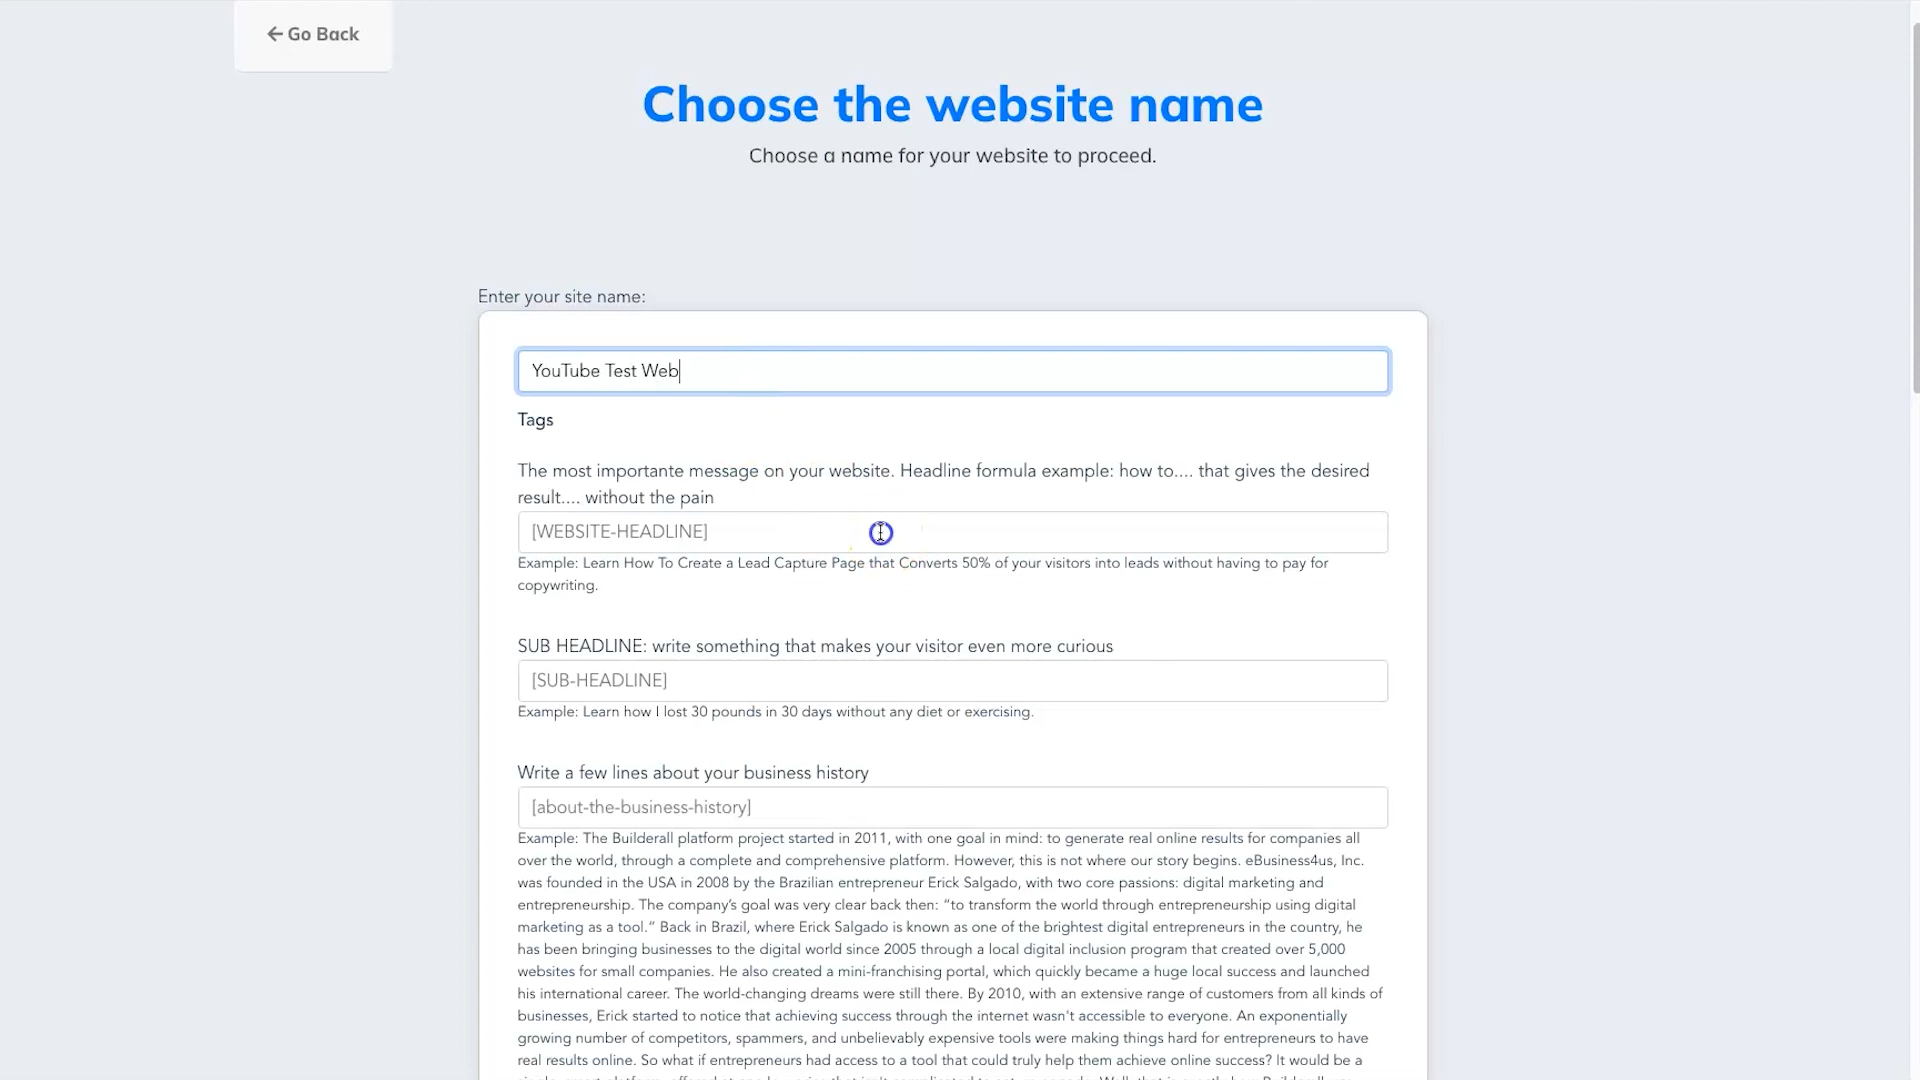 Go Back
Choose the website name
Choose a name for your website to proceed.
Enter your site name:
YouTube Test Web
Tags
The most importante message on your website. Headline formula example: how to.... that gives the desired
result.... without the pain
[WEBSITE-HEADLINE]
Example: Learn How To Create a Lead Capture Page that Converts 50% of your visitors into leads without having to pay for
copywriting.
SUB HEADLINE: write something that makes your visitor even more curious
[SUB-HEADLINE]
Example: Learn how I lost 30 pounds in 30 days without any diet or exercising.
Write a few lines about your business history
[about-the-business-history]
Example: The Builderall platform project started in 2011, with one goal in mind: to generate real online results for companies all
over the world, through a complete and comprehensive platform. However, this is not where our story begins. eBusiness4us, Inc.
was founded in the USA in 2008 by the Brazilian entrepreneur Erick Salgado, with two core passions: digital marketing and
entrepreneurship. The company's goal was very clear back then: “to transform the world through entrepreneurship using digital
marketing as a tool.” Back in Brazil, where Erick Salgado is known as one of the brightest digital entrepreneurs in the country, he
has been bringing businesses to the digital world since 2005 through a local digital inclusion program that created over 5,000
websites for small companies. He also created a mini-franchising portal, which quickly became a huge local success and launched
his international career. The world-changing dreams were still there. By 2010, with an extensive range of customers from all kinds of
businesses, Erick started to notice that achieving success through the internet wasn't accessible to everyone. An exponentially
growing number of competitors, spammers, and unbelievably expensive tools were making things hard for entrepreneurs to have
real results online. So what if entrepreneurs had access to a tool that could truly help them achieve online success? It would be a